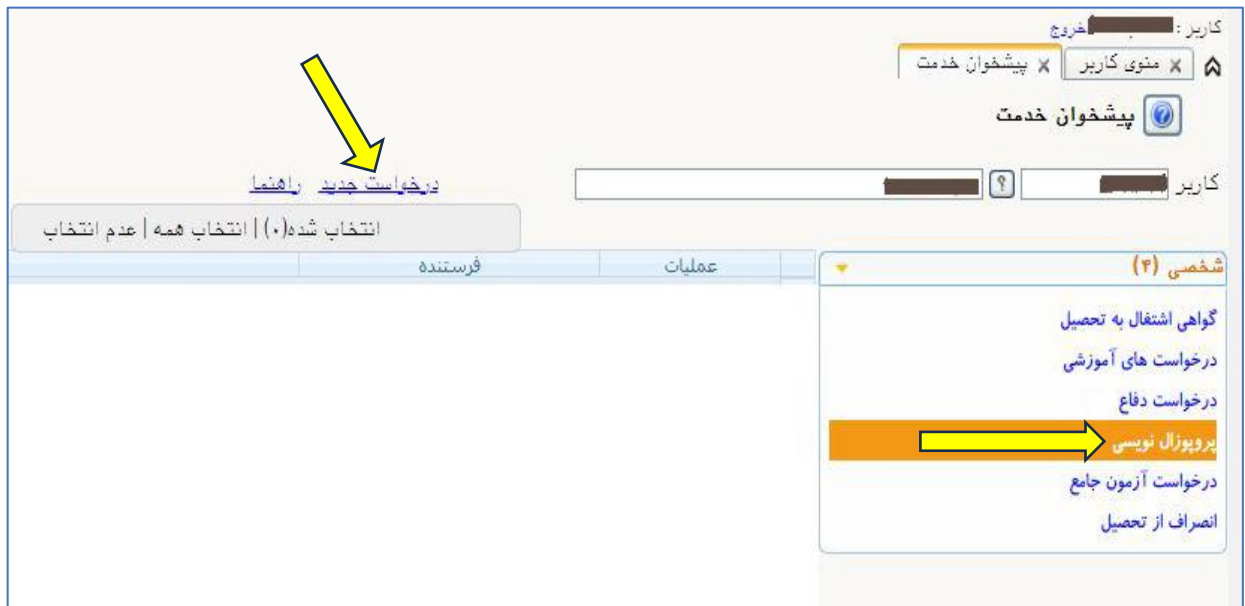 کاربر : خروج
منوی کاربر x پیشخوان خدمت x
پیشخوان خدمت
کاربر ؟
درخواست جدید راهنما
انتخاب شده(۰) | انتخاب همه | عدم انتخاب
شخصی (۴)
عملیات فرستنده
گواهی اشتغال به تحصیل
درخواست های آموزشی
درخواست دفاع
پروپوزال نویسی
درخواست آزمون جامع
انصراف از تحصیل